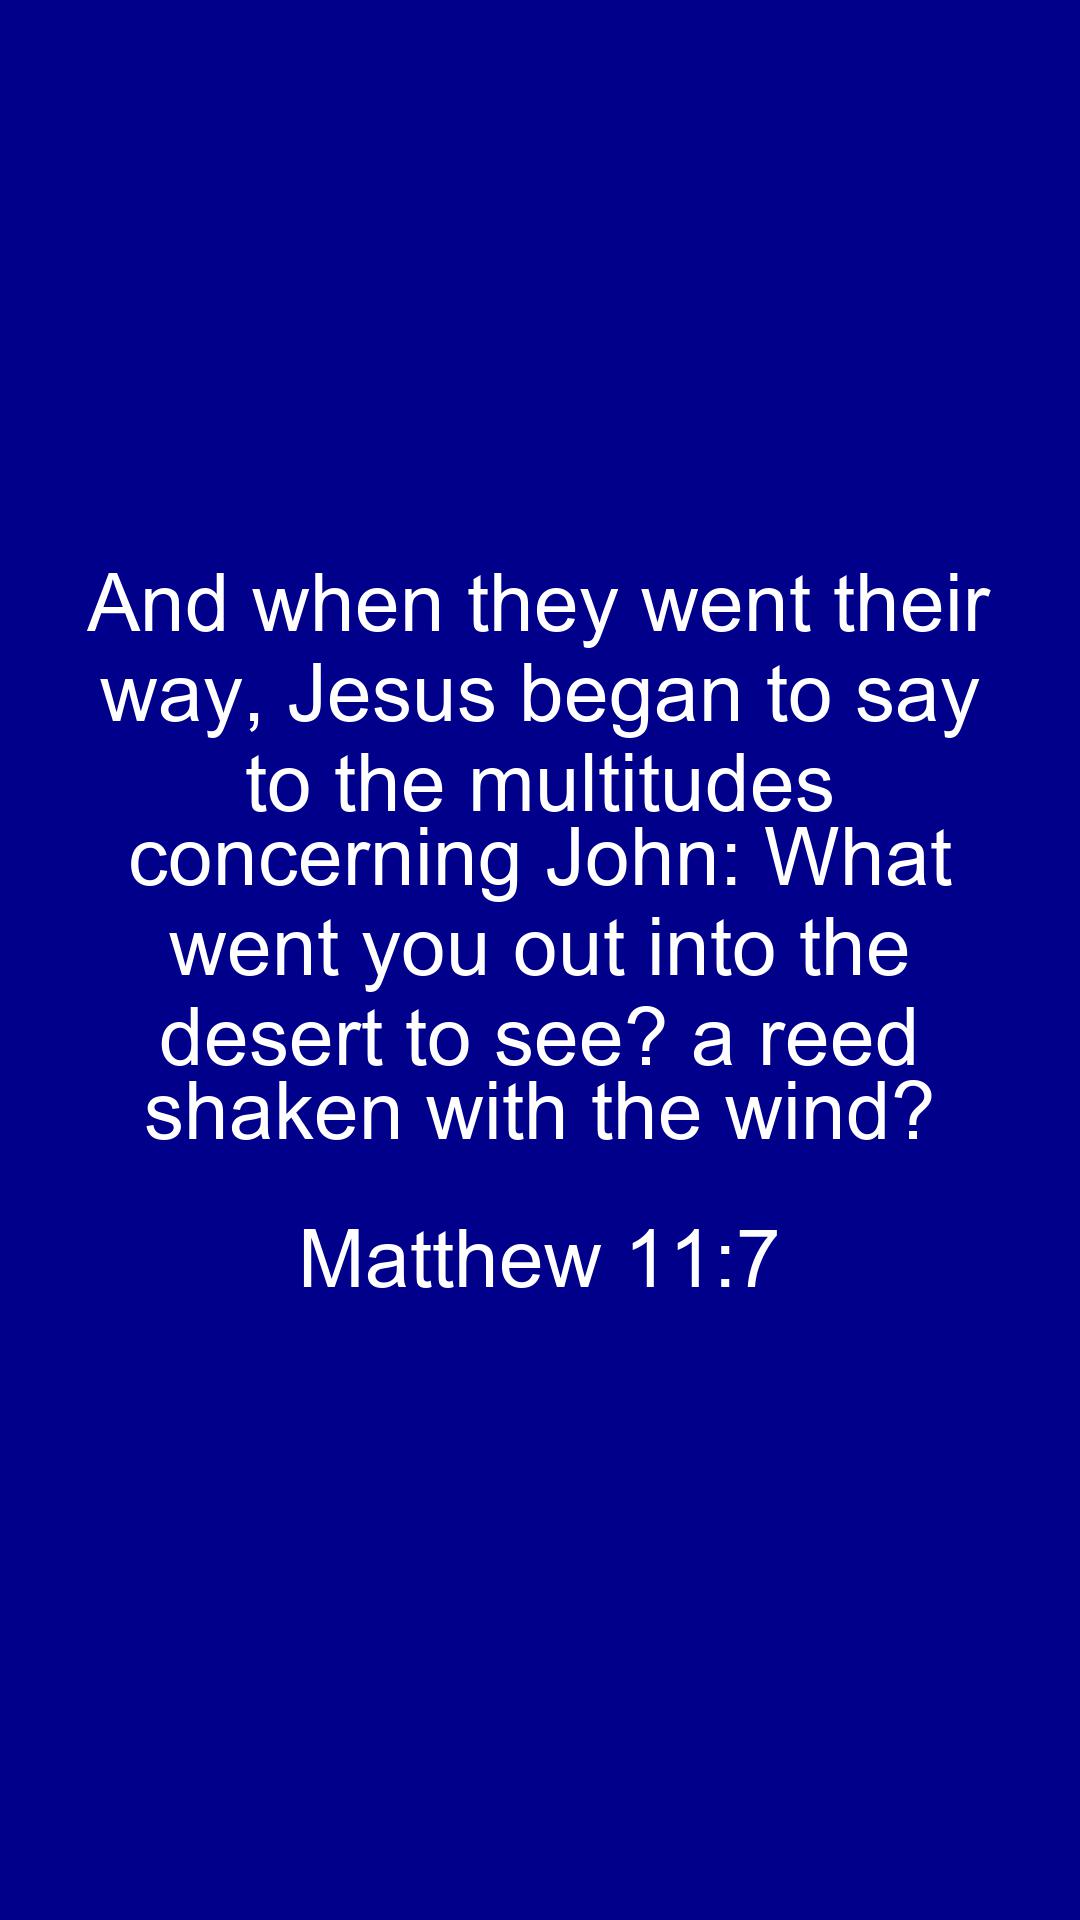 And when they went their
way, Jesus began to say
to the multitudes
concerning John: What
went you out into the
desert to see? a reed
shaken with the wind?
Matthew 11:7